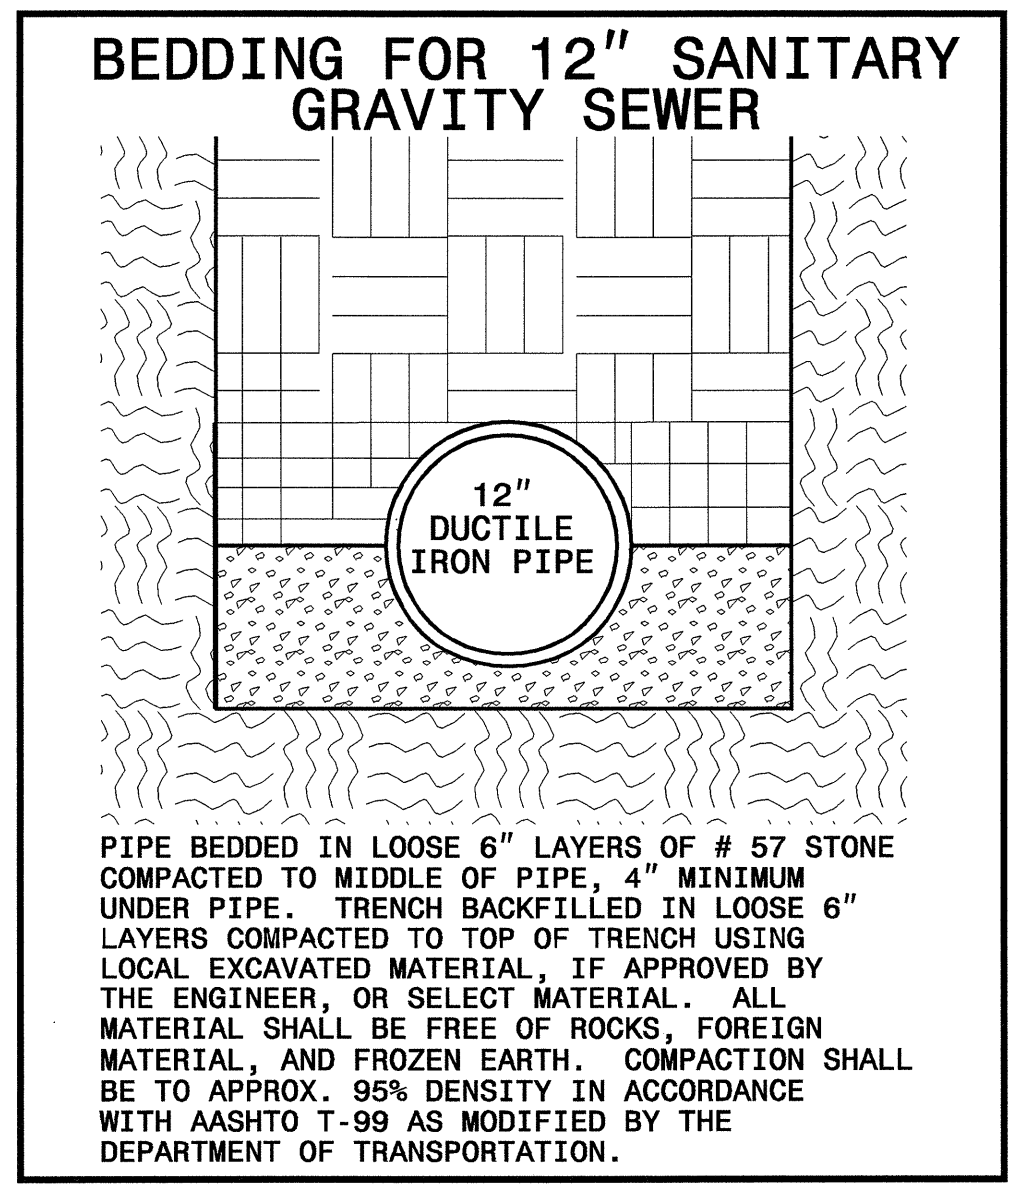 BEDDING FOR 12" SANITARY
GRAVITY SEWER
12"
DUCTILE
IRON PIPE
PIPE BEDDED IN LOOSE 6" LAYERS OF # 57 STONE
COMPACTED TO MIDDLE OF PIPE, 4" MINIMUM
UNDER PIPE. TRENCH BACKFILLED IN LOOSE 6"
LAYERS COMPACTED TO TOP OF TRENCH USING
LOCAL EXCAVATED MATERIAL, IF APPROVED BY
THE ENGINEER, OR SELECT MATERIAL. ALL
MATERIAL SHALL BE FREE OF ROCKS, FOREIGN
MATERIAL, AND FROZEN EARTH. COMPACTION SHALL
BE TO APPROX. 95% DENSITY IN ACCORDANCE
WITH AASHTO T-99 AS MODIFIED BY THE
DEPARTMENT OF TRANSPORTATION.